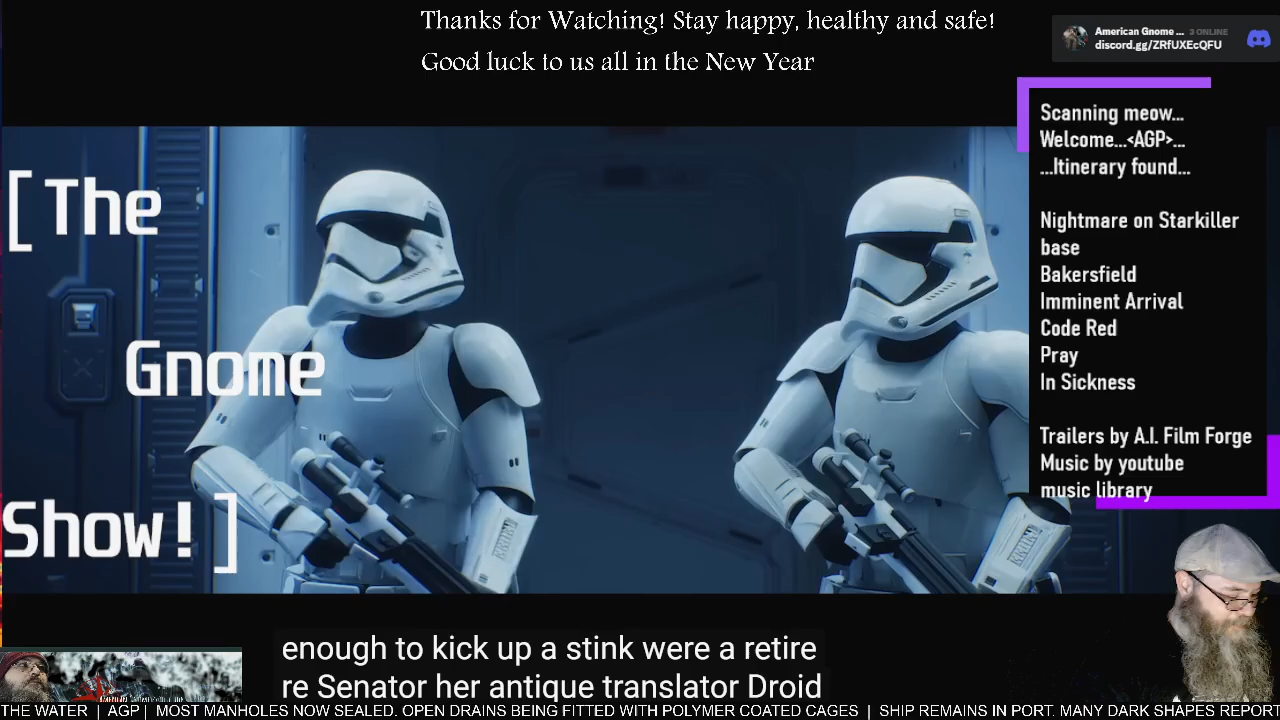 Thanks for Watching! Stay happy, healthy and safe!
Good luck to us all in the New Year
American Gnome ... 3 ONLINE
discord.gg/ZRfUXEcQFU
Scanning meow...
Welcome...<AGP>...
...Itinerary found...
Nightmare on Starkiller
base
Bakersfield
Imminent Arrival
Code Red
Pray
In Sickness
Trailers by A.I. Film Forge
Music by youtube
music library
[ The
Gnome
Show! ]
enough to kick up a stink were a retire
re Senator her antique translator Droid
THE WATER | AGP | MOST MANHOLES NOW SEALED. OPEN DRAINS BEING FITTED WITH POLYMER COATED CAGES | SHIP REMAINS IN PORT. MANY DARK SHAPES REPORT